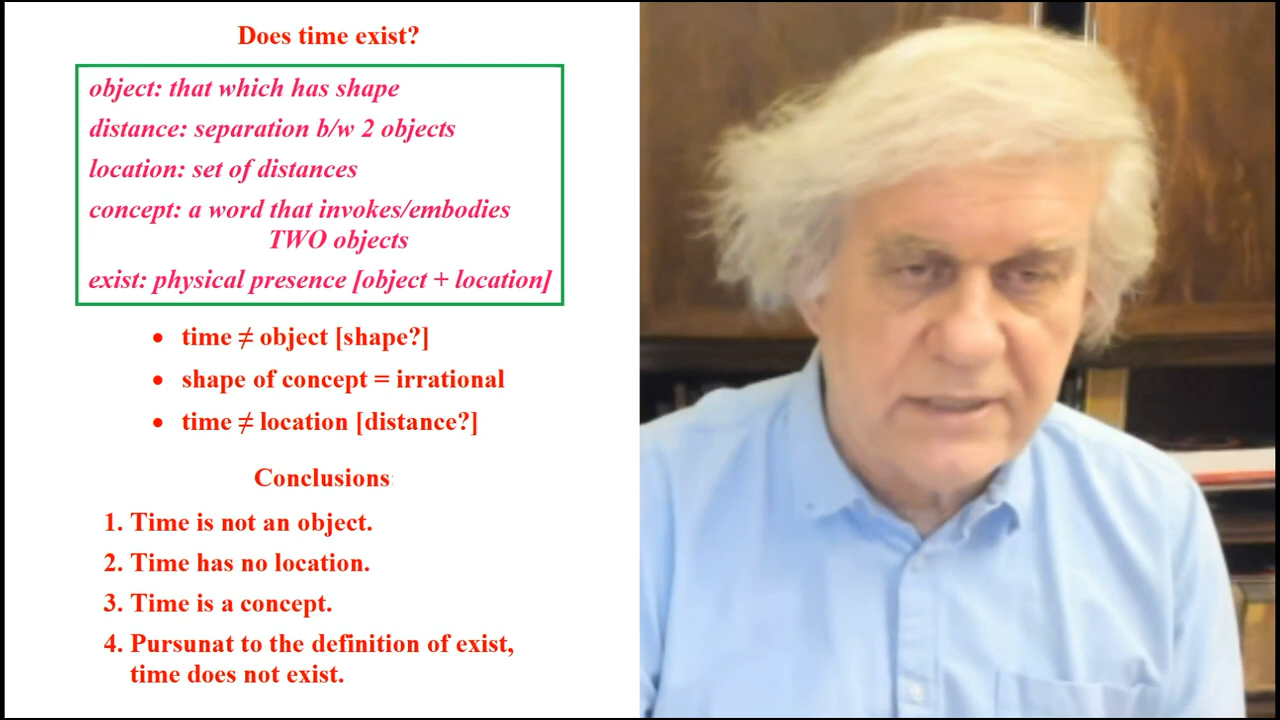 Does time exist?
object: that which has shape
distance: separation b/w 2 objects
location: set of distances
concept: a word that invokes/embodies
TWO objects
exist: physical presence [object + location]
• time ≠ object [shape?]
• shape of concept = irrational
• time ≠ location [distance?]
Conclusions:
1. Time is not an object.
2. Time has no location.
3. Time is a concept.
4. Pursunat to the definition of exist,
time does not exist.